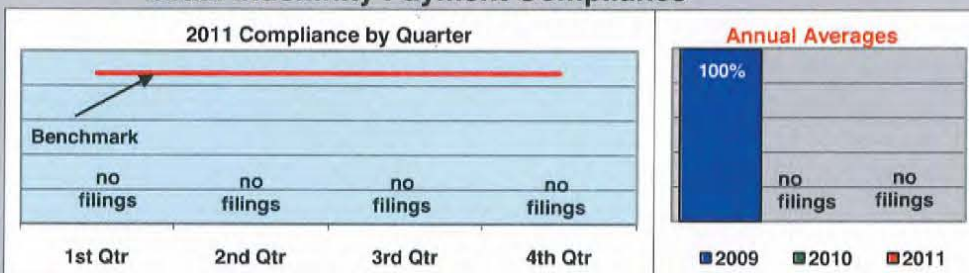 2011 Compliance by Quarter
Benchmark
no filings
no filings
no filings
no filings
1st Qtr
2nd Qtr
3rd Qtr
4th Qtr
Annual Averages
100%
no filings
no filings
2009
2010
2011